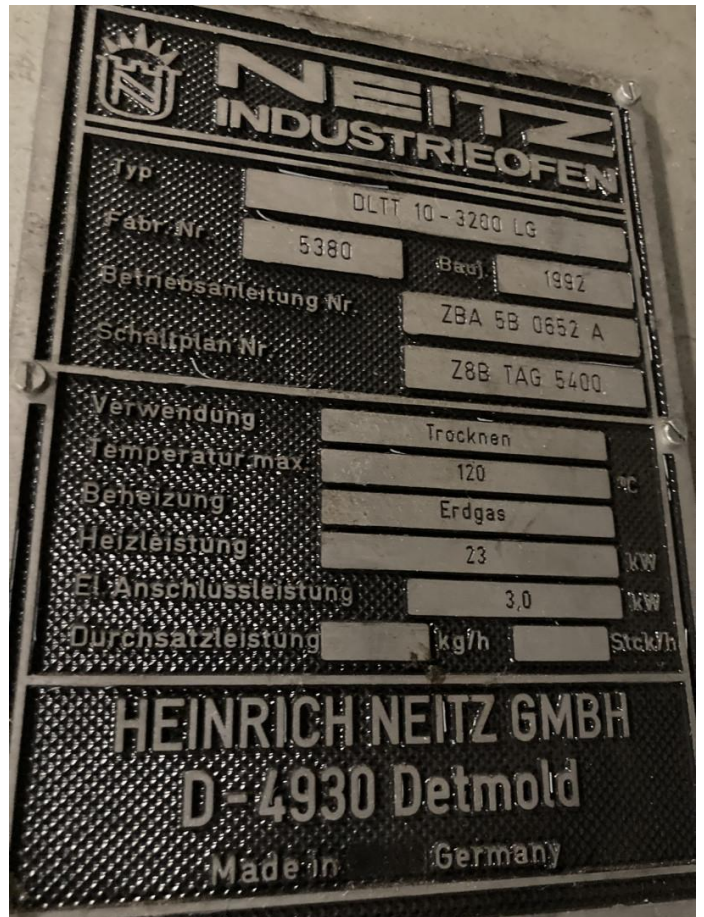 NEITZ
INDUSTRIEOFEN
Typ DLTT 10-3200 LG
Fabr. Nr. 5380 Bauj. 1992
Betriebsanleitung Nr. ZBA 5B 0652 A
Schaltplan Nr. Z8B TAG 5400
Verwendung Trocknen
Temperatur max. 120 °C
Beheizung Erdgas
Heizleistung 23 kW
El. Anschlussleistung 3,0 kW
Durchsatzleistung kg/h Stck/h
HEINRICH NEITZ GMBH
D-4930 Detmold
Made in Germany